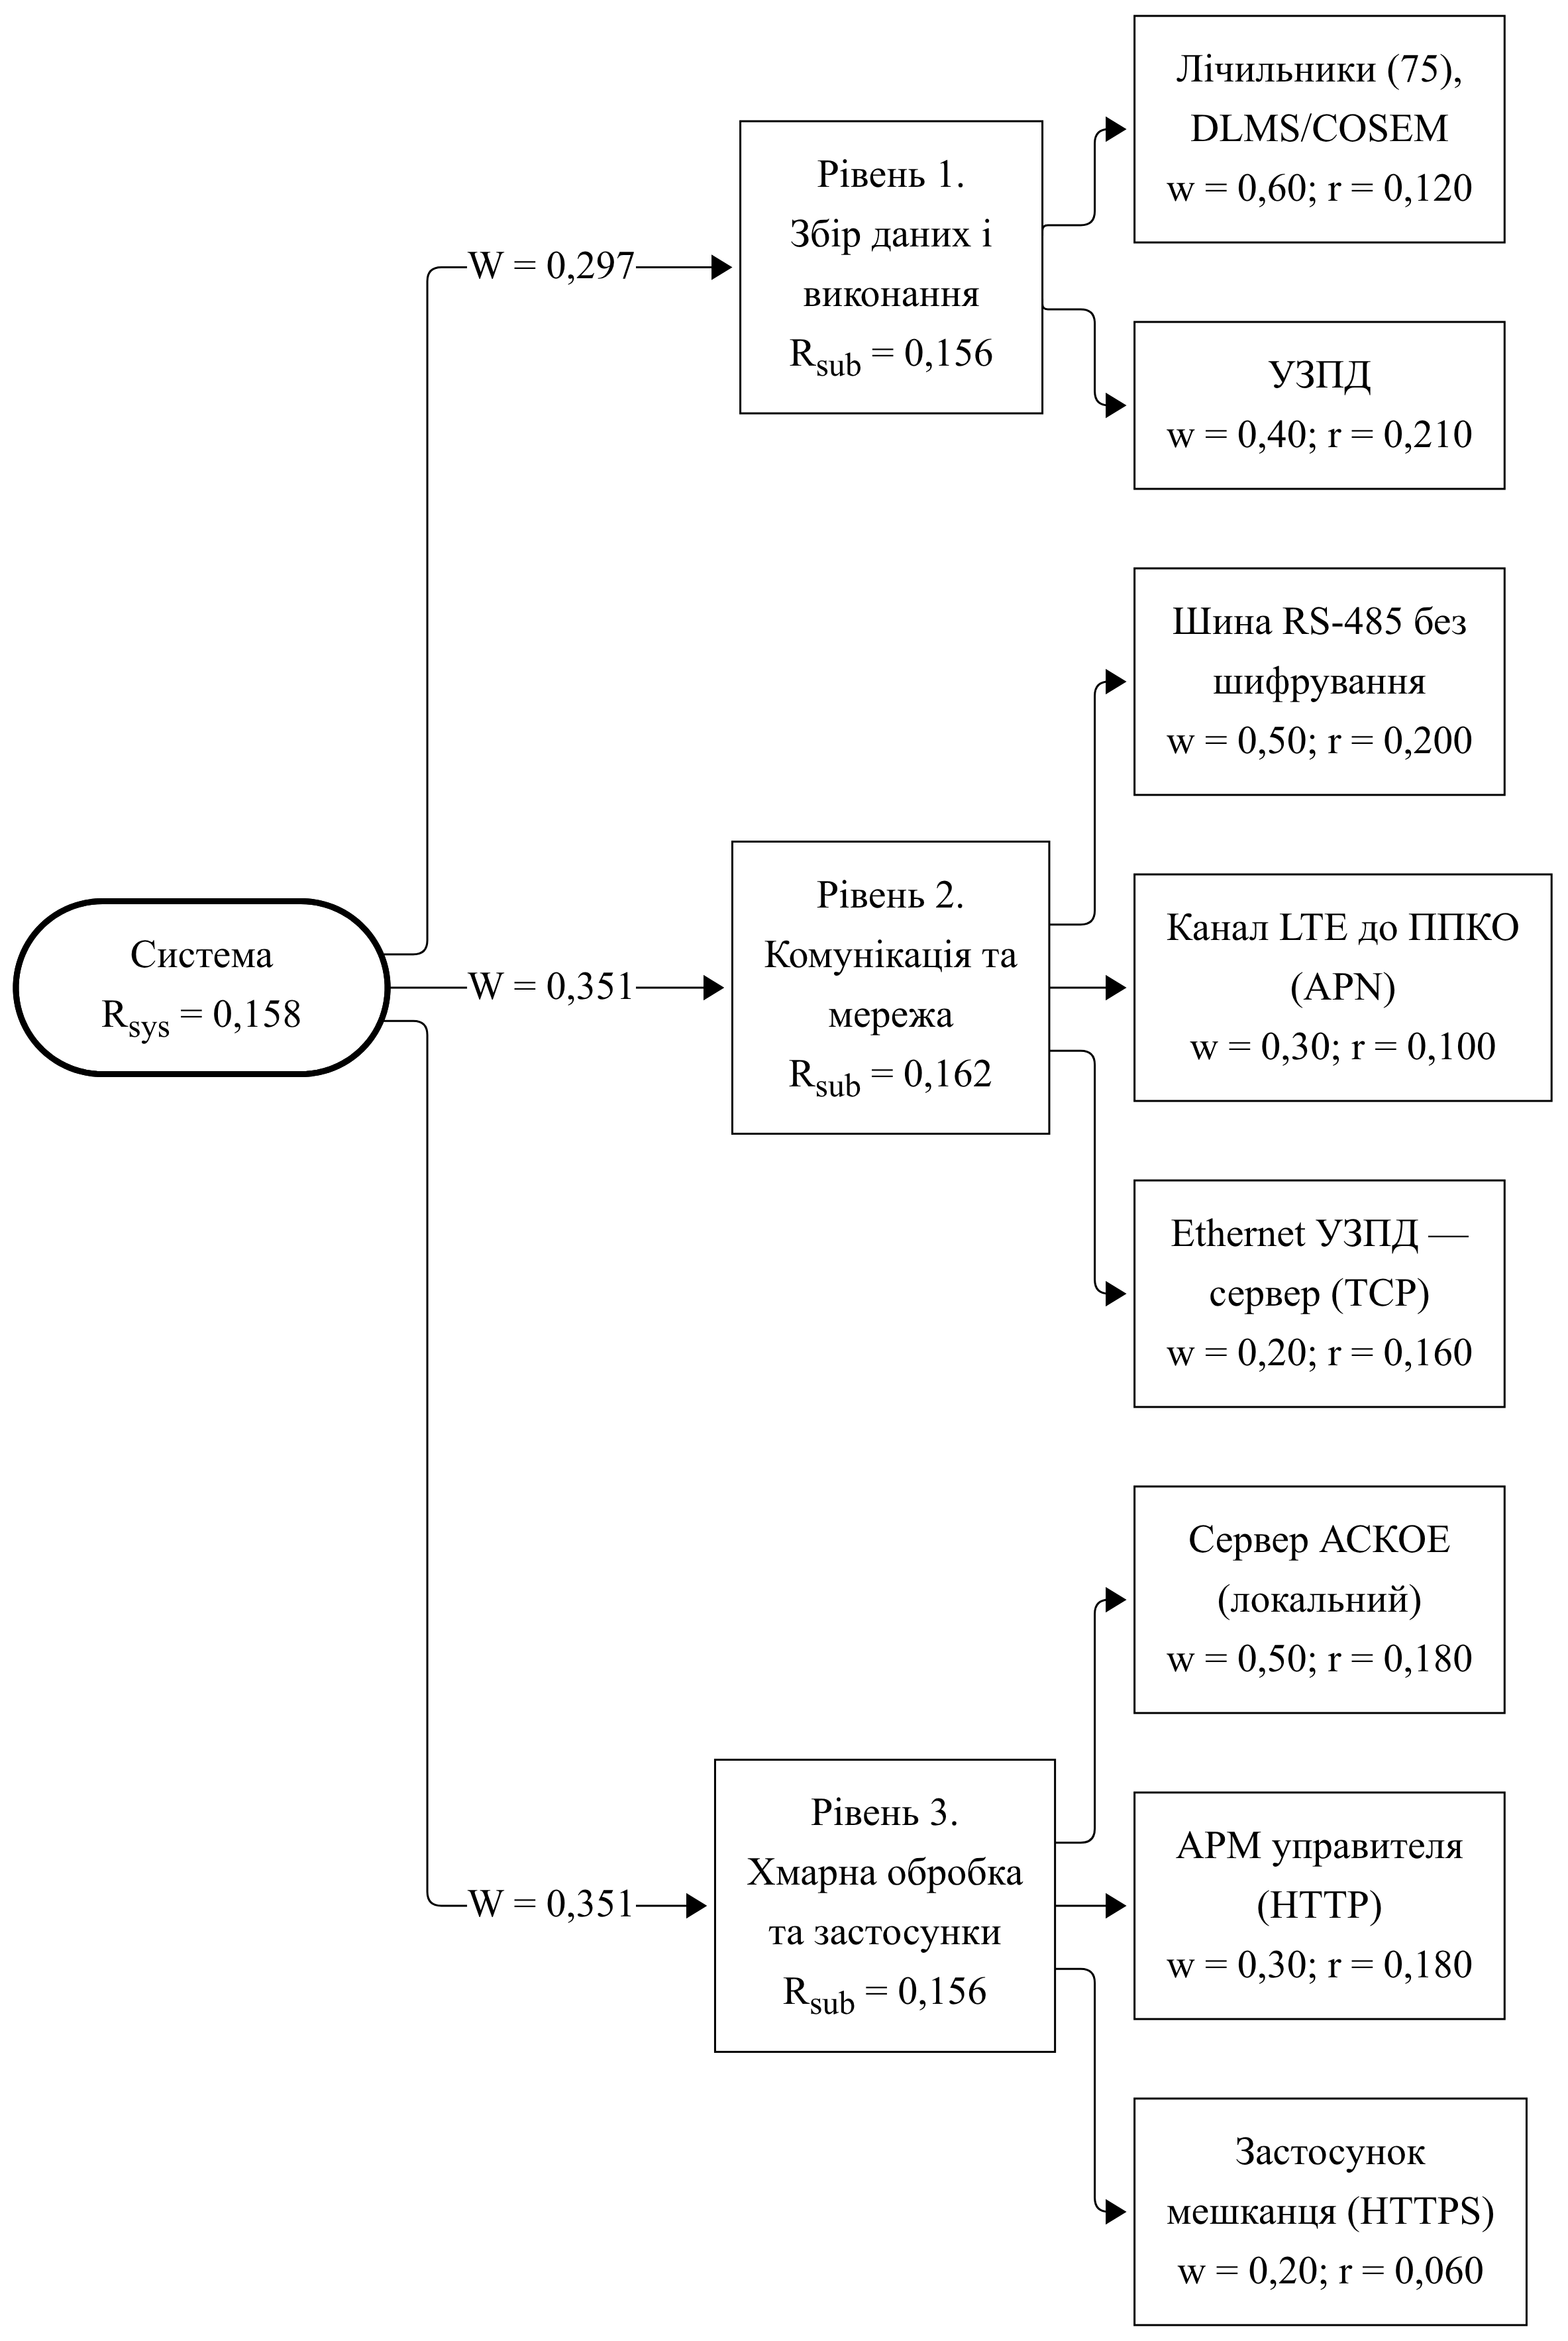 Лічильники (75),
DLMS/COSEM
w = 0,60; r = 0,120
Рівень 1.
Збір даних і
виконання
R_sub = 0,156
W = 0,297
УЗПД
w = 0,40; r = 0,210
Шина RS-485 без
шифрування
w = 0,50; r = 0,200
Система
R_sys = 0,158
W = 0,351
Рівень 2.
Комунікація та
мережа
R_sub = 0,162
Канал LTE до ППКО
(APN)
w = 0,30; r = 0,100
Ethernet УЗПД —
сервер (TCP)
w = 0,20; r = 0,160
Сервер АСКОЕ
(локальний)
w = 0,50; r = 0,180
W = 0,351
Рівень 3.
Хмарна обробка
та застосунки
R_sub = 0,156
АРМ управителя
(HTTP)
w = 0,30; r = 0,180
Застосунок
мешканця (HTTPS)
w = 0,20; r = 0,060